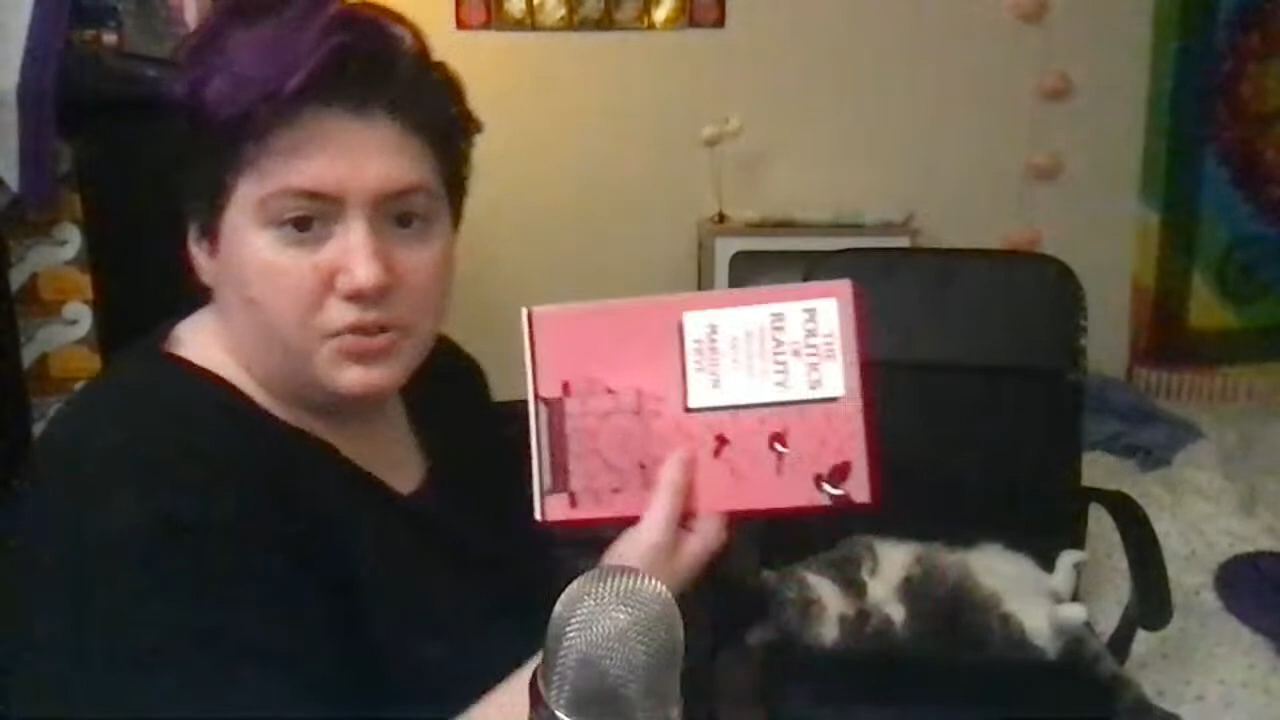 THE
POLITICS
OF
REALITY
MARILYN
FRYE